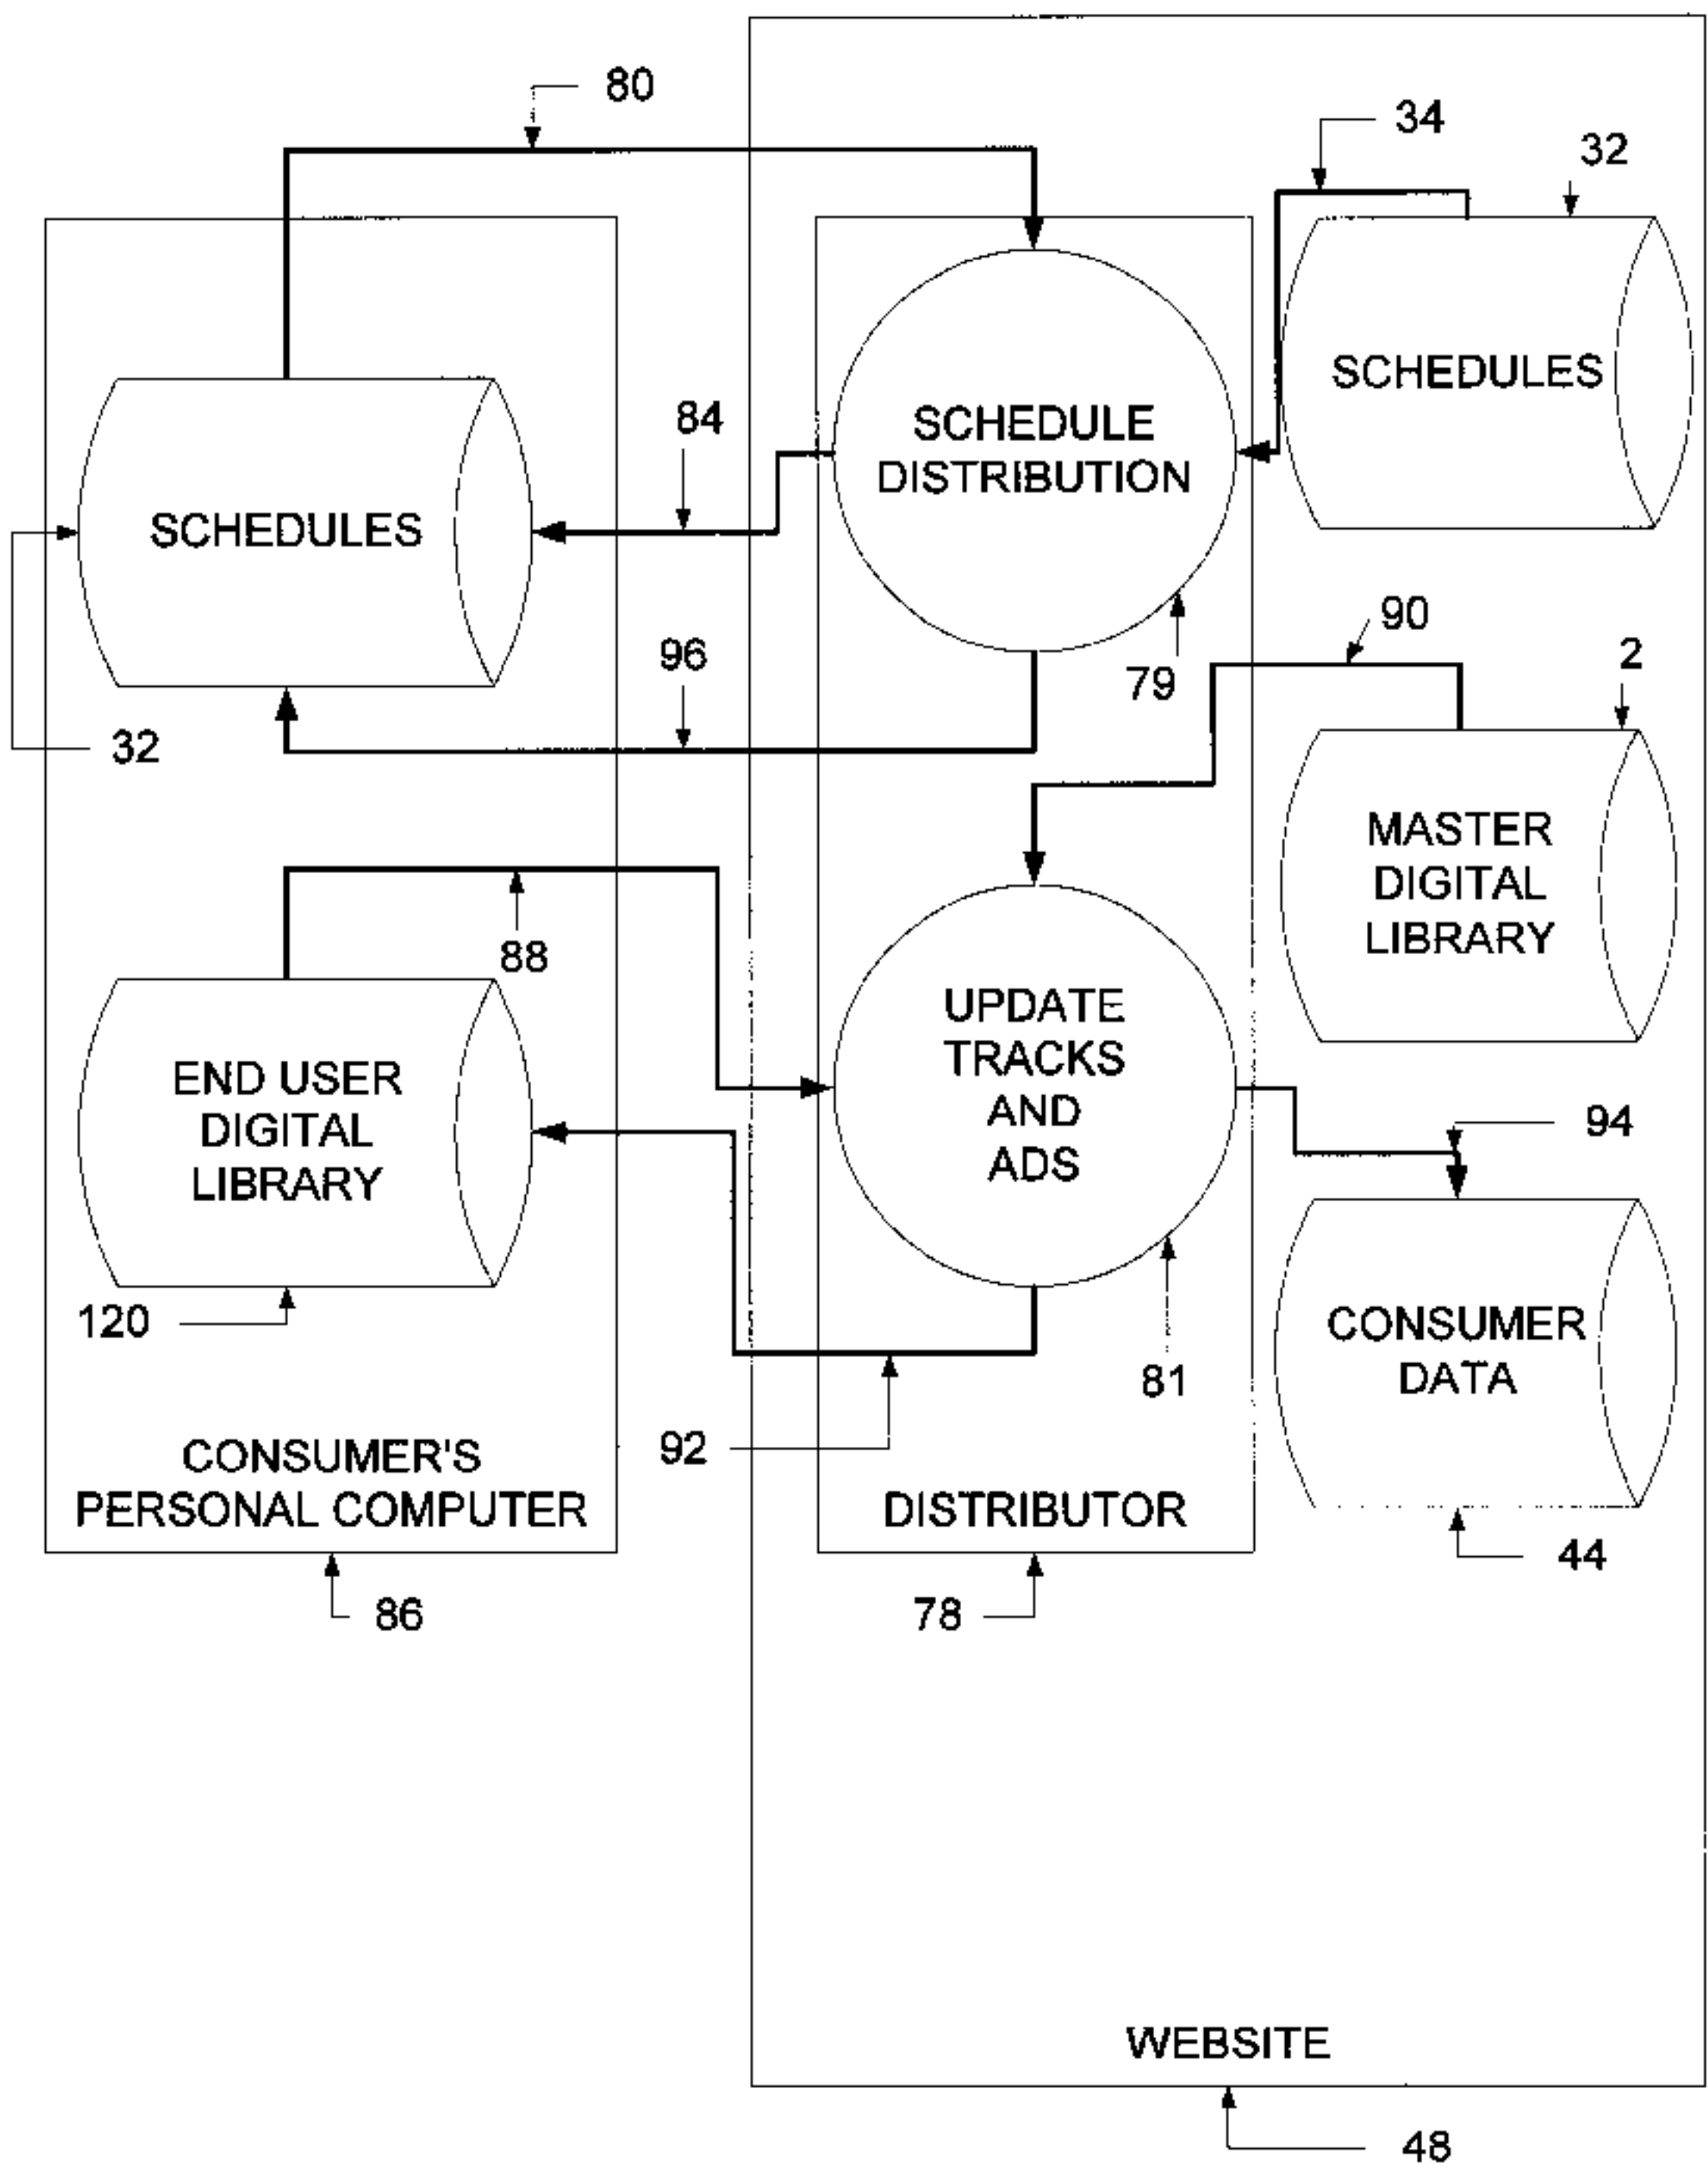 80
34
32
SCHEDULES
84
SCHEDULE
DISTRIBUTION
SCHEDULES
90
96
79
2
32
MASTER
DIGITAL
LIBRARY
88
UPDATE
TRACKS
AND
ADS
END USER
DIGITAL
LIBRARY
94
120
CONSUMER
DATA
81
92
CONSUMER'S
PERSONAL COMPUTER
DISTRIBUTOR
44
86
78
WEBSITE
48